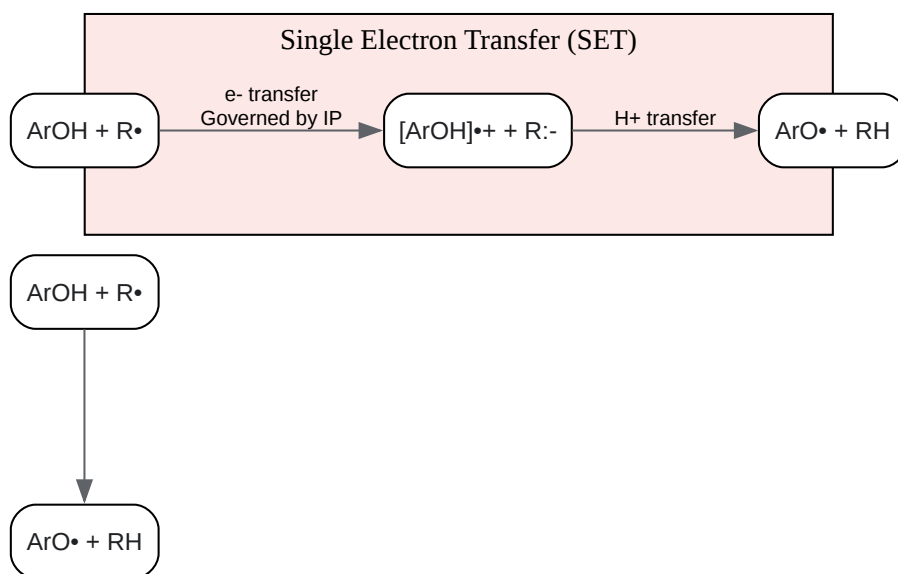 Single Electron Transfer (SET)
e- transfer
Governed by IP
ArOH + R•
[ArOH]•+ + R:-
H+ transfer
ArO• + RH
ArOH + R•
ArO• + RH